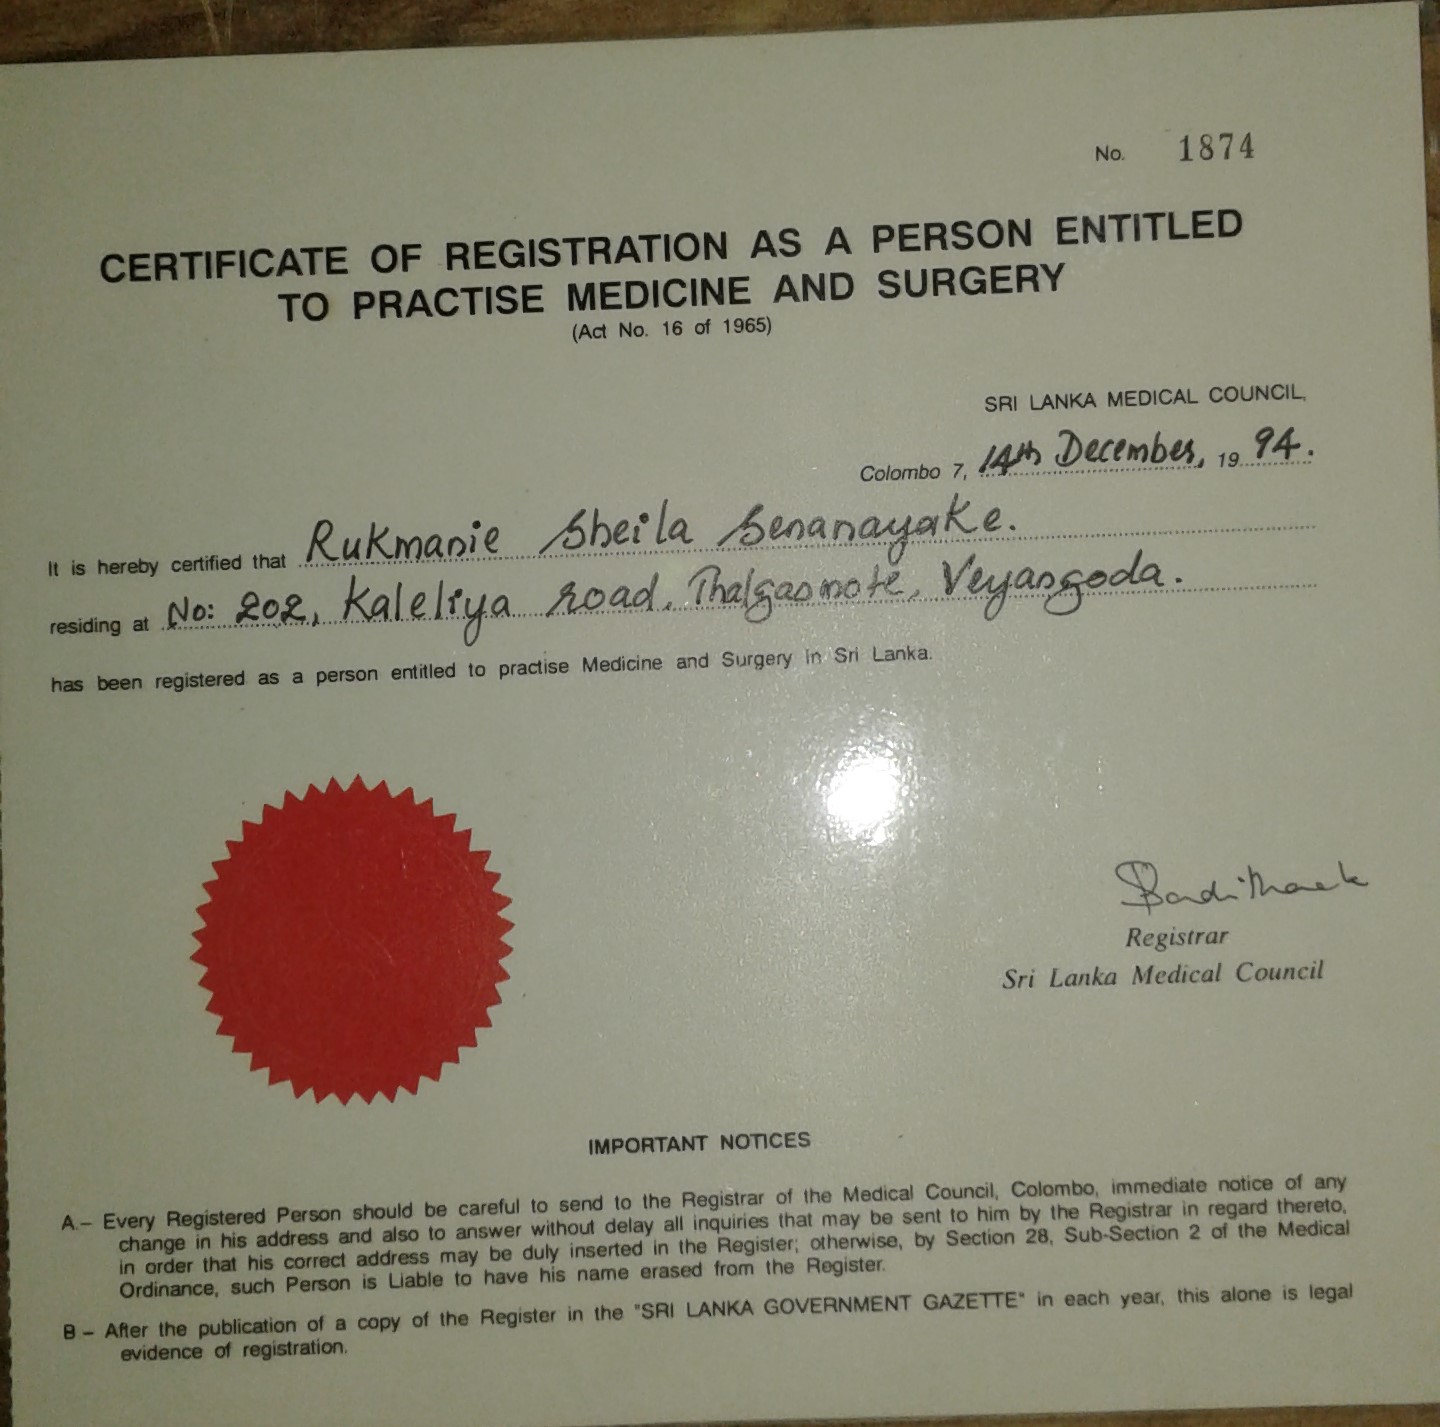 No. 1874
CERTIFICATE OF REGISTRATION AS A PERSON ENTITLED
TO PRACTISE MEDICINE AND SURGERY
(Act No. 16 of 1965)
SRI LANKA MEDICAL COUNCIL,
Colombo 7, 14th December, 19 94.
It is hereby certified that Rukmanie Sheila Senanayake.
residing at No: 202, Kaleliya road, Thalgasmote, Veyangoda.
has been registered as a person entitled to practise Medicine and Surgery in Sri Lanka.
Registrar
Sri Lanka Medical Council
IMPORTANT NOTICES
A.– Every Registered Person should be careful to send to the Registrar of the Medical Council, Colombo, immediate notice of any
change in his address and also to answer without delay all inquiries that may be sent to him by the Registrar in regard thereto,
in order that his correct address may be duly inserted in the Register; otherwise, by Section 28, Sub-Section 2 of the Medical
Ordinance, such Person is Liable to have his name erased from the Register.
B – After the publication of a copy of the Register in the "SRI LANKA GOVERNMENT GAZETTE" in each year, this alone is legal
evidence of registration.